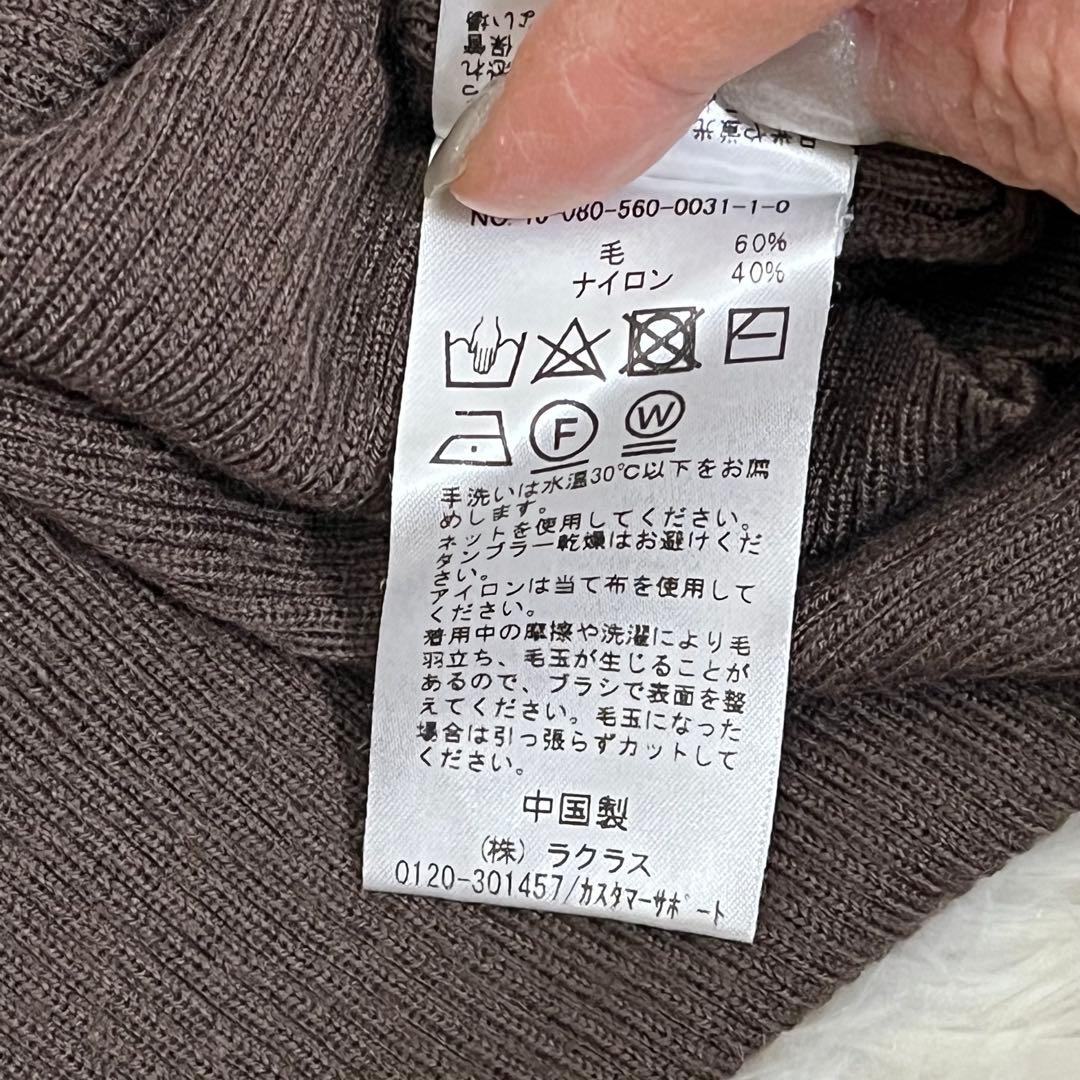 よい場
保管
恐れ
NO. 10-080-560-0031-1-6
毛 60%
ナイロン 40%
F
W
手洗いは水温30℃以下をお薦
めします。
ネットを使用してください。
タンブラー乾燥はお避けくだ
さい。
アイロンは当て布を使用して
ください。
着用中の摩擦や洗濯により毛
羽立ち、毛玉が生じることが
あるので、ブラシで表面を整
えてください。毛玉になった
場合は引っ張らずカットして
ください。
中国製
(株) ラクラス
0120-301457/カスタマーサポート